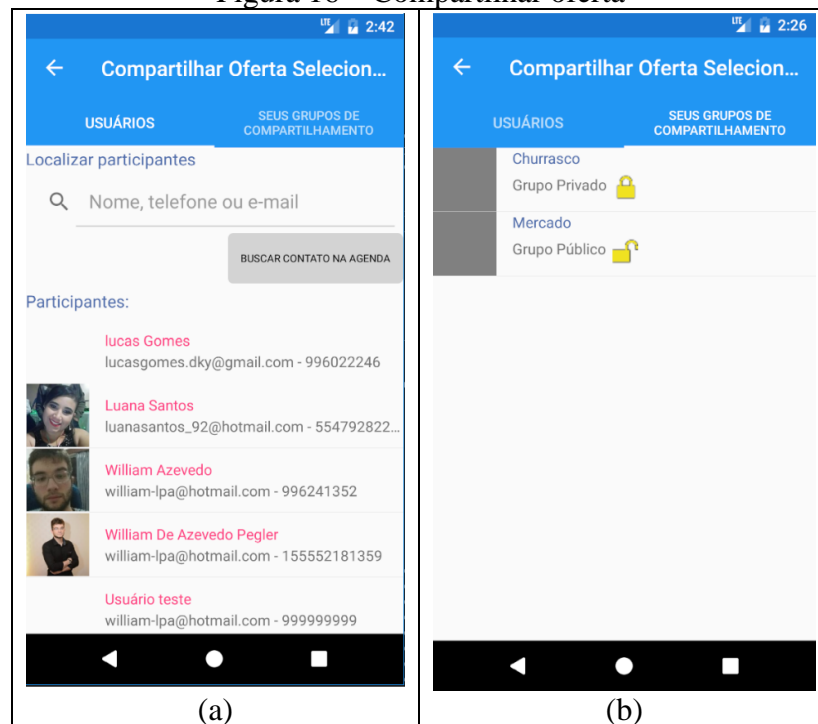 Figura 18 – Compartilhar oferta
2:42
Compartilhar Oferta Selecion...
USUÁRIOS
SEUS GRUPOS DE
COMPARTILHAMENTO
Localizar participantes
Nome, telefone ou e-mail
BUSCAR CONTATO NA AGENDA
Participantes:
lucas Gomes
lucasgomes.dky@gmail.com - 996022246
Luana Santos
luanasantos_92@hotmail.com - 554792822...
William Azevedo
william-lpa@hotmail.com - 996241352
William De Azevedo Pegler
william-lpa@hotmail.com - 155552181359
Usuário teste
william-lpa@hotmail.com - 999999999
(a)
LTE 2:26
Compartilhar Oferta Selecion...
USUÁRIOS
SEUS GRUPOS DE
COMPARTILHAMENTO
Churrasco
Grupo Privado
Mercado
Grupo Público
(b)